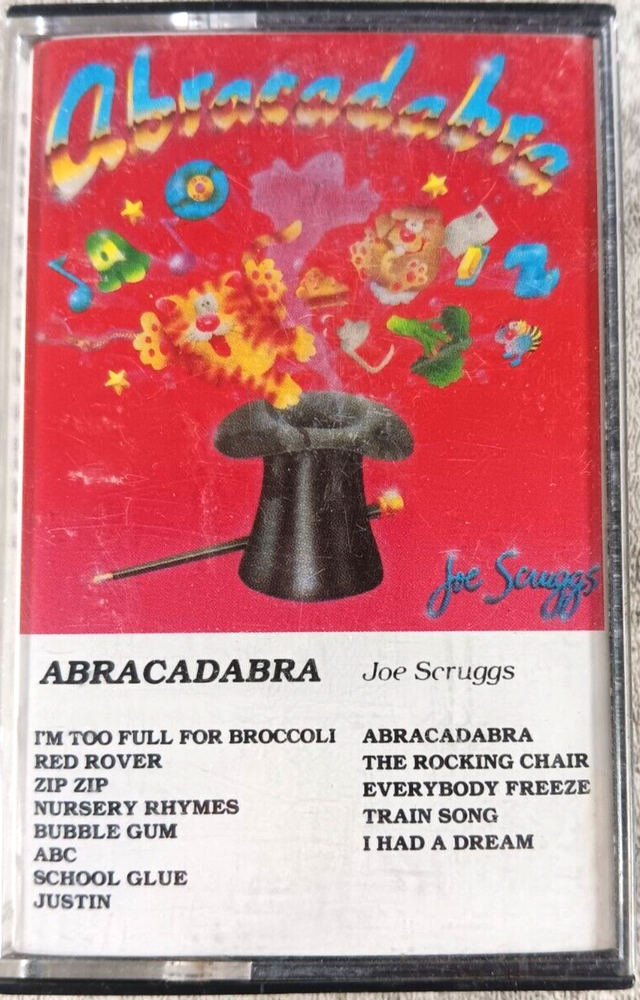 Abracadabra
Joe Scruggs
ABRACADABRA Joe Scruggs
I'M TOO FULL FOR BROCCOLI
RED ROVER
ZIP ZIP
NURSERY RHYMES
BUBBLE GUM
ABC
SCHOOL GLUE
JUSTIN
ABRACADABRA
THE ROCKING CHAIR
EVERYBODY FREEZE
TRAIN SONG
I HAD A DREAM